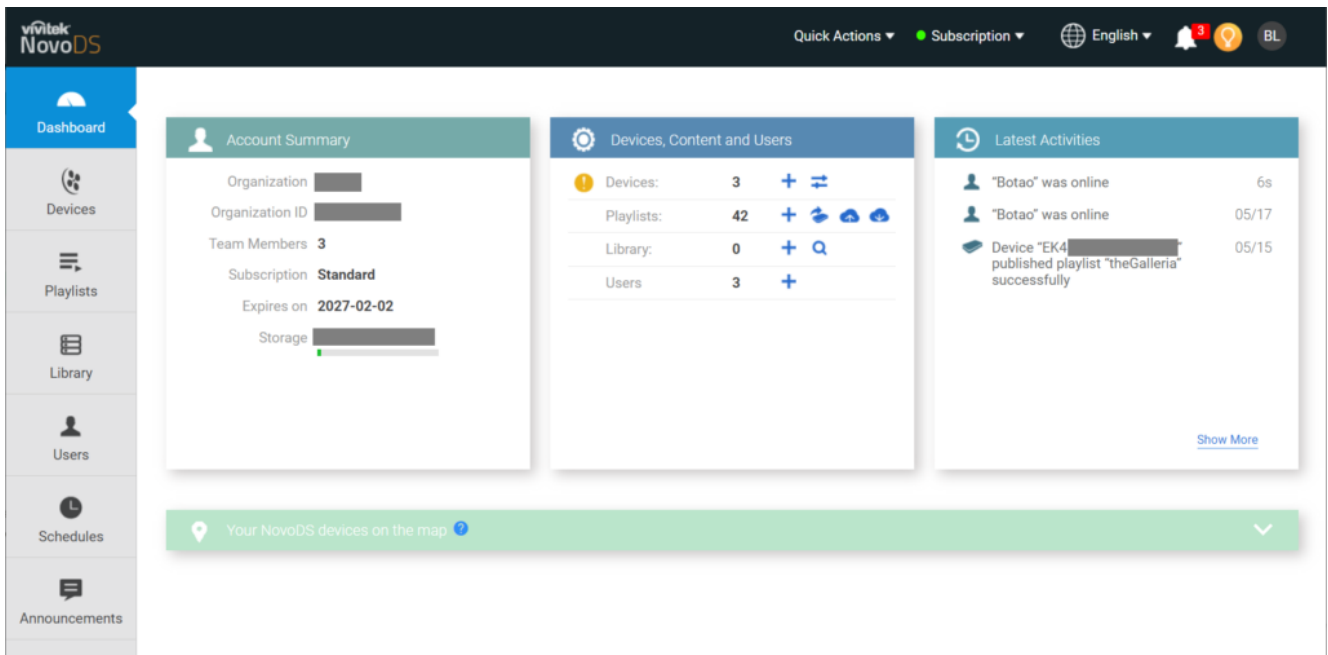 vivitek
NovoDS
Quick Actions
Subscription
English
3
BL
Dashboard
Devices
Playlists
Library
Users
Schedules
Announcements
Account Summary
Organization
Organization ID
Team Members 3
Subscription Standard
Expires on 2027-02-02
Storage
Devices, Content and Users
Devices: 3
Playlists: 42
Library: 0
Users 3
Latest Activities
"Botao" was online 6s
"Botao" was online 05/17
Device "EK4 " 05/15
published playlist "theGalleria"
successfully
Show More
Your NovoDS devices on the map ?